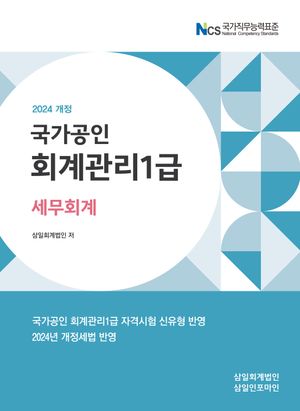 NCS 국가직무능력표준
National Competency Standards
2024 개정
국가공인
회계관리1급
세무회계
삼일회계법인 저
국가공인 회계관리1급 자격시험 신유형 반영
2024년 개정세법 반영
삼일회계법인
삼일인포마인